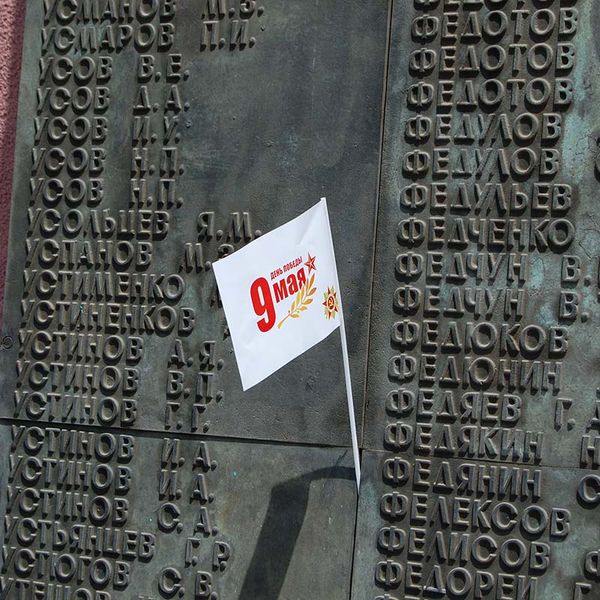 УСМАНОВ М.З.
УСМАРОВ П.И.
УСОВ В.Е.
УСОВ Д.А.
УСОВ И.У.
УСОВ Н.П.
УСОВ Н.П.
УСОЛЬЦЕВ Я.М.
УСПАНОВ М.
УСТИМЕНКО
УСТИНЕНКОВ
УСТИНОВ А.Я.
УСТИНОВ В.П.
УСТИНОВ Г.Г.
УСТИНОВ И.А.
УСТИНОВ И.А.
УСТИНОВ С.А.
УСТЬЯНЦЕВ Г.Р.
УСТЮГОВ С.В.
ДЕНЬ ПОБЕДЫ
9 мая
ФЕДОТОВ
ФЕДОТОВ
ФЕДОТОВ
ФЕДОТОВ
ФЕДУЛОВ
ФЕДУЛОВ
ФЕДУЛЬЕВ
ФЕДЧЕНКО
ФЕДЧУН В.
ФЕДЧУН В.
ФЕДЮКОВ
ФЕДЮНИН
ФЕДЯЕВ Г.
ФЕДЯКИН Н
ФЕДЯНИН
ФЕЛЕКСОВ
ФЕЛИСОВ